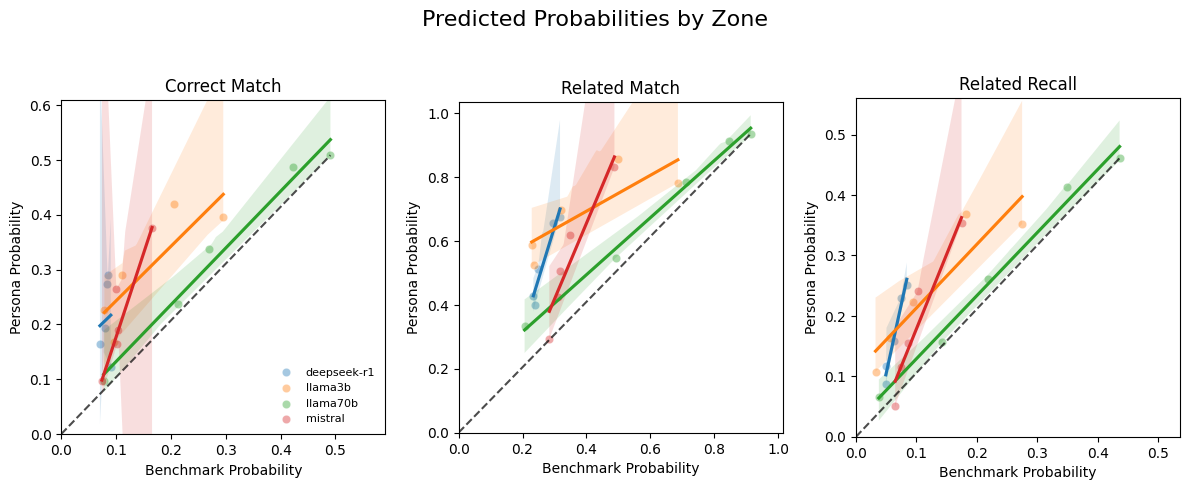 Predicted Probabilities by Zone
Correct Match
Persona Probability
0.6
0.5
0.4
0.3
0.2
0.1
0.0
0.0 0.1 0.2 0.3 0.4 0.5
Benchmark Probability
deepseek-r1
llama3b
llama70b
mistral
Related Match
Persona Probability
1.0
0.8
0.6
0.4
0.2
0.0
0.0 0.2 0.4 0.6 0.8 1.0
Benchmark Probability
Related Recall
Persona Probability
0.5
0.4
0.3
0.2
0.1
0.0
0.0 0.1 0.2 0.3 0.4 0.5
Benchmark Probability